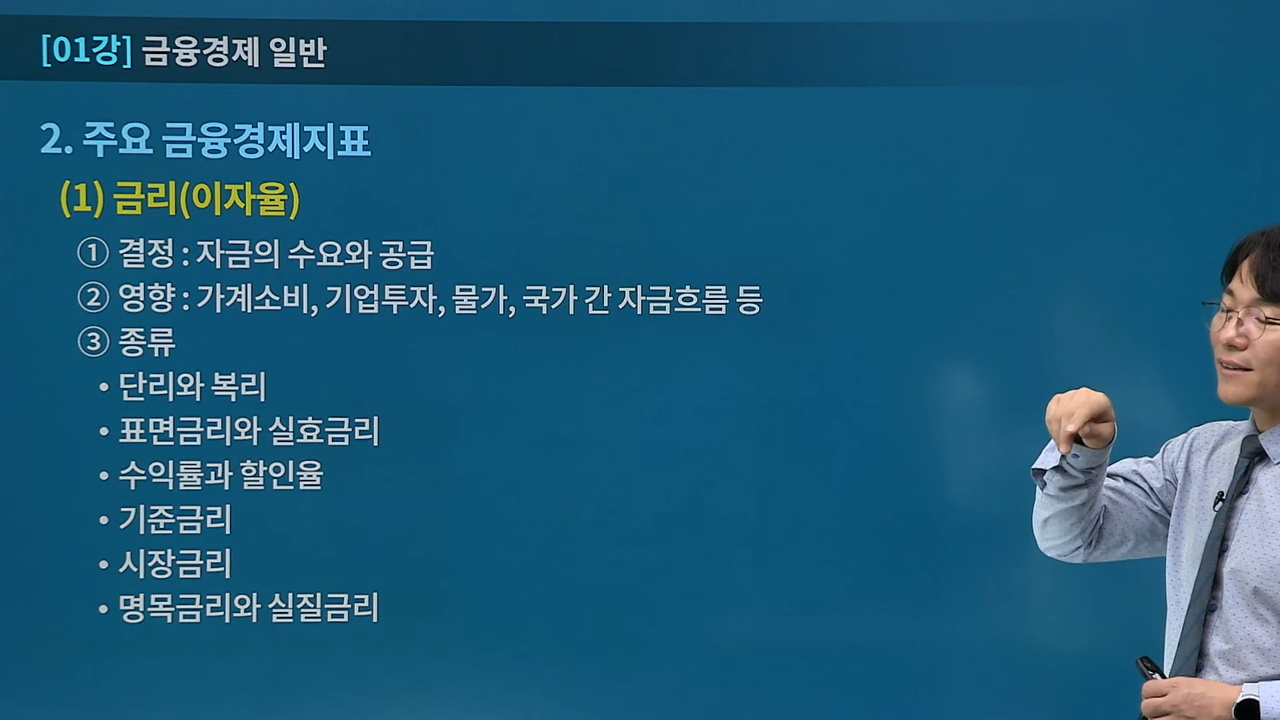 [01강] 금융경제 일반
2. 주요 금융경제지표
(1) 금리(이자율)
① 결정 : 자금의 수요와 공급
② 영향 : 가계소비, 기업투자, 물가, 국가 간 자금흐름 등
③ 종류
• 단리와 복리
• 표면금리와 실효금리
• 수익률과 할인율
• 기준금리
• 시장금리
• 명목금리와 실질금리